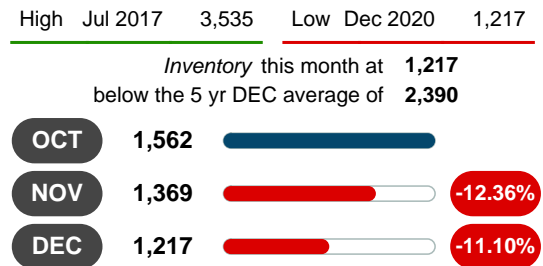 High Jul 2017 3,535 Low Dec 2020 1,217
Inventory this month at 1,217
below the 5 yr DEC average of 2,390
OCT 1,562
NOV 1,369 -12.36%
DEC 1,217 -11.10%